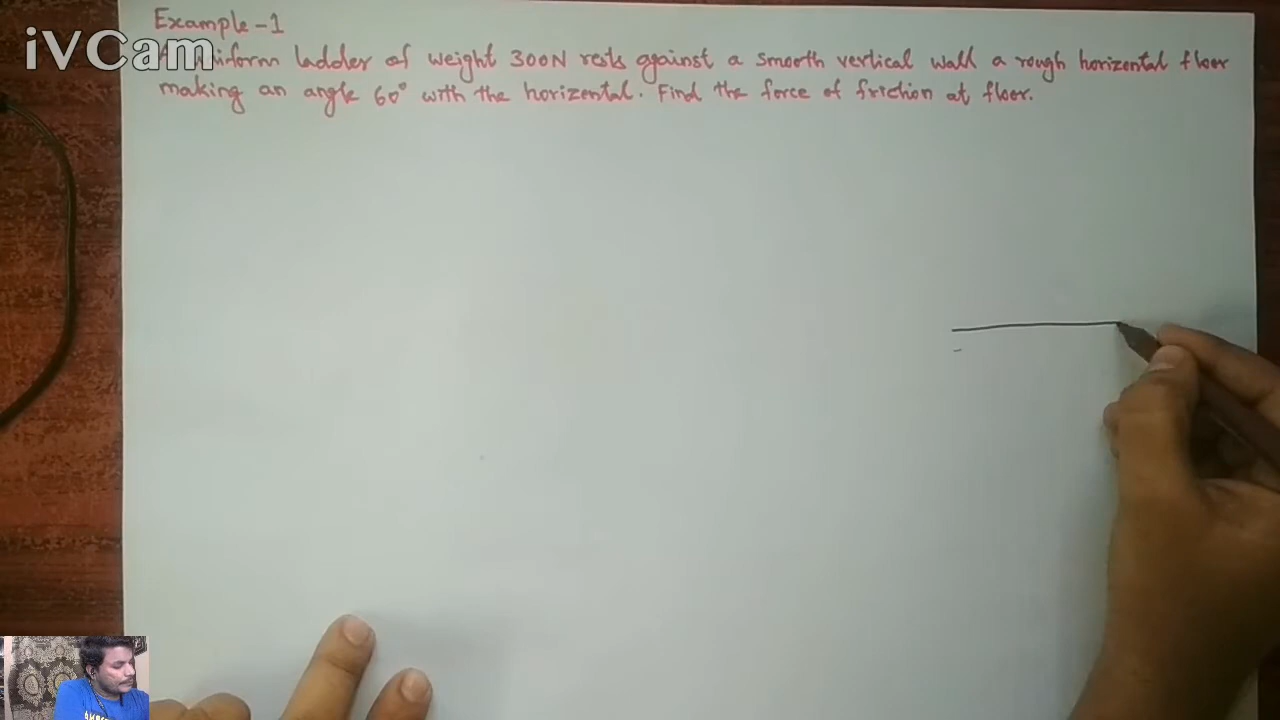 Example-1
iVCam
uniform ladder of weight 300N rests against a smooth vertical wall a rough horizontal floor
making an angle 60° with the horizontal. Find the force of friction at floor.